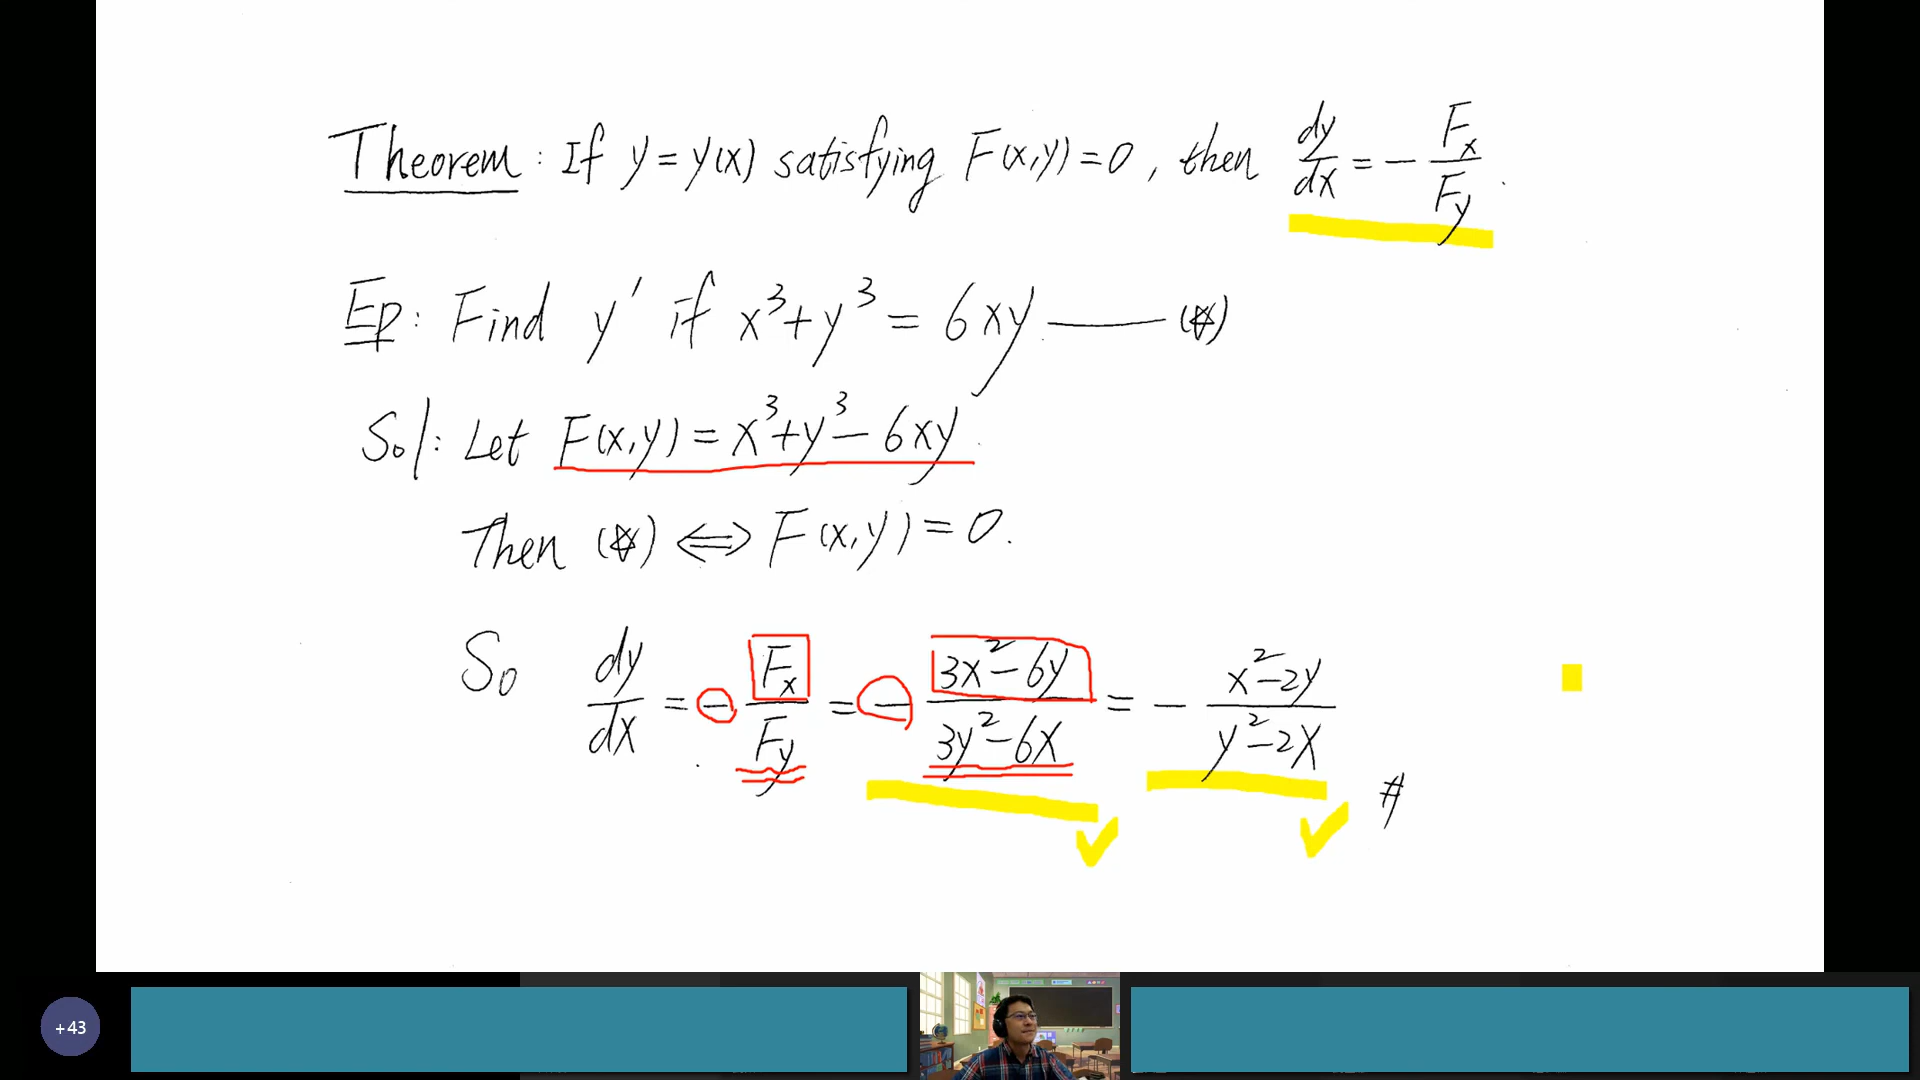 Theorem: If y = y(x) satisfying F(x,y) = 0, then dy/dx = - Fx/Fy.
Ep: Find y' if x³+y³ = 6xy —— (☆)
Sol: Let F(x,y) = x³+y³-6xy.
Then (☆) ⇔ F(x,y) = 0.
So dy/dx = - Fx/Fy = - (3x²-6y)/(3y²-6x) = - (x²-2y)/(y²-2x) #
+43